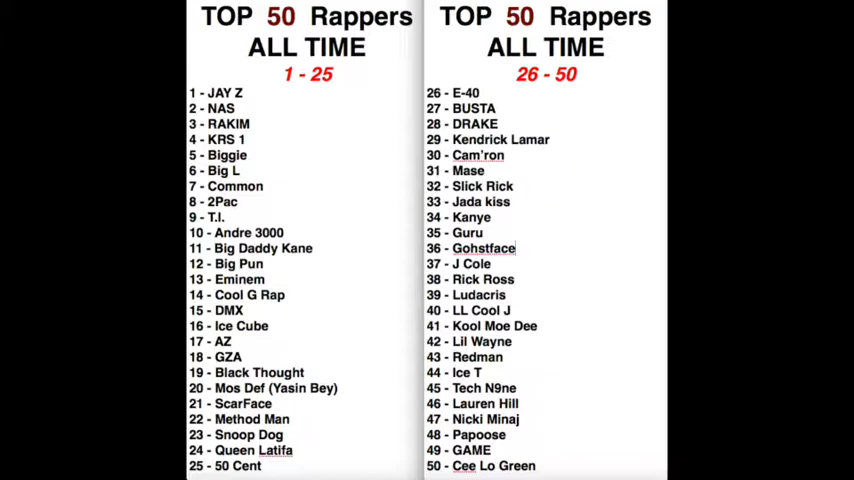 TOP 50 Rappers
ALL TIME
1 - 25
1 - JAY Z
2 - NAS
3 - RAKIM
4 - KRS 1
5 - Biggie
6 - Big L
7 - Common
8 - 2Pac
9 - T.I.
10 - Andre 3000
11 - Big Daddy Kane
12 - Big Pun
13 - Eminem
14 - Cool G Rap
15 - DMX
16 - Ice Cube
17 - AZ
18 - GZA
19 - Black Thought
20 - Mos Def (Yasin Bey)
21 - ScarFace
22 - Method Man
23 - Snoop Dog
24 - Queen Latifa
25 - 50 Cent
TOP 50 Rappers
ALL TIME
26 - 50
26 - E-40
27 - BUSTA
28 - DRAKE
29 - Kendrick Lamar
30 - Cam'ron
31 - Mase
32 - Slick Rick
33 - Jada kiss
34 - Kanye
35 - Guru
36 - Gohstface
37 - J Cole
38 - Rick Ross
39 - Ludacris
40 - LL Cool J
41 - Kool Moe Dee
42 - Lil Wayne
43 - Redman
44 - Ice T
45 - Tech N9ne
46 - Lauren Hill
47 - Nicki Minaj
48 - Papoose
49 - GAME
50 - Cee Lo Green